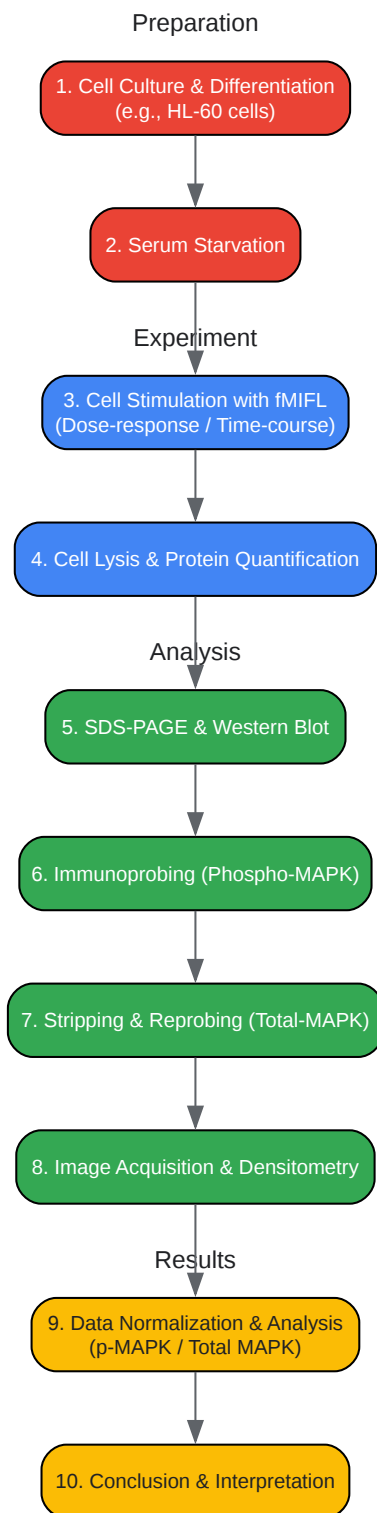 Preparation
1. Cell Culture & Differentiation
(e.g., HL-60 cells)
2. Serum Starvation
Experiment
3. Cell Stimulation with fMIFL
(Dose-response / Time-course)
4. Cell Lysis & Protein Quantification
Analysis
5. SDS-PAGE & Western Blot
6. Immunoprobing (Phospho-MAPK)
7. Stripping & Reprobing (Total-MAPK)
8. Image Acquisition & Densitometry
Results
9. Data Normalization & Analysis
(p-MAPK / Total MAPK)
10. Conclusion & Interpretation